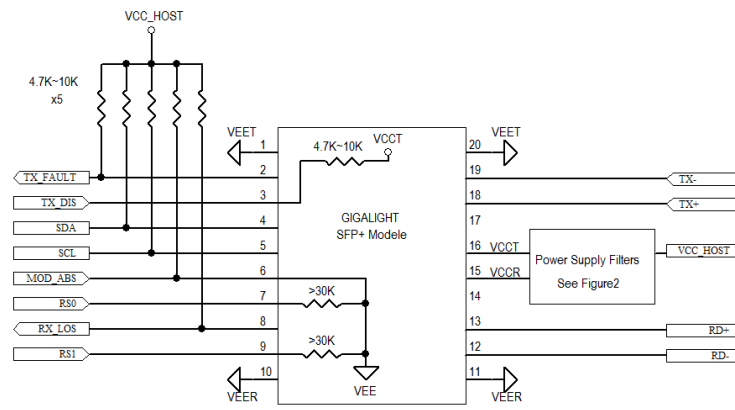 VCC_HOST
4.7K~10K
x5
VEET
1
4.7K~10K
VCCT
20
VEET
TX_FAULT
2
19
TX-
TX_DIS
3
18
TX+
SDA
4
GIGALIGHT
SFP+ Modele
17
SCL
5
16
VCCT
Power Supply Filters
See Figure2
VCC_HOST
MOD_ABS
6
15
VCCR
RS0
7
>30K
14
RX_LOS
8
13
RD+
RS1
9
>30K
12
RD-
VEER
10
VEE
11
VEER